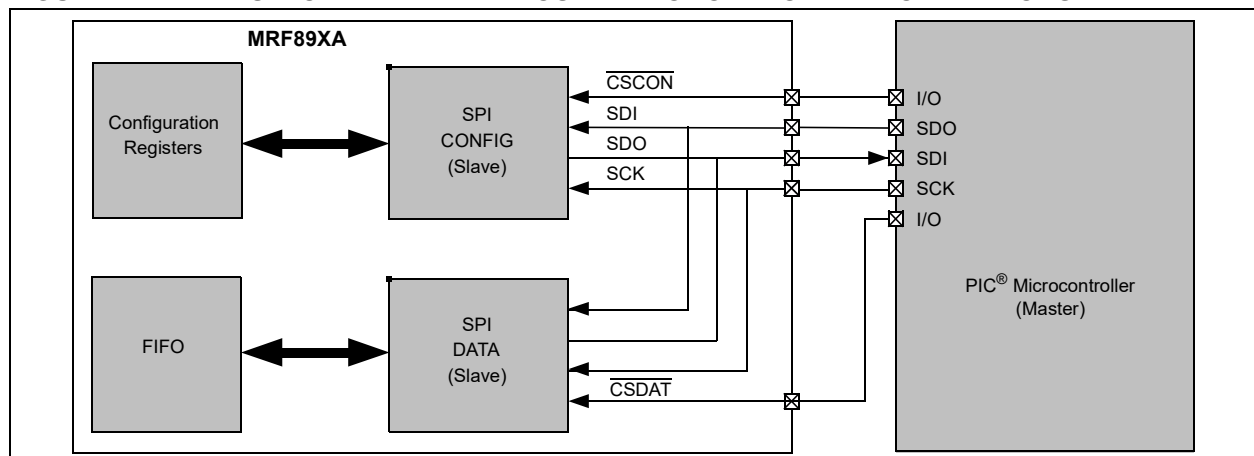 MRF89XA
Configuration
Registers
SPI
CONFIG
(Slave)
CSCON
SDI
SDO
SCK
I/O
SDO
SDI
SCK
I/O
PIC® Microcontroller
(Master)
FIFO
SPI
DATA
(Slave)
CSDAT